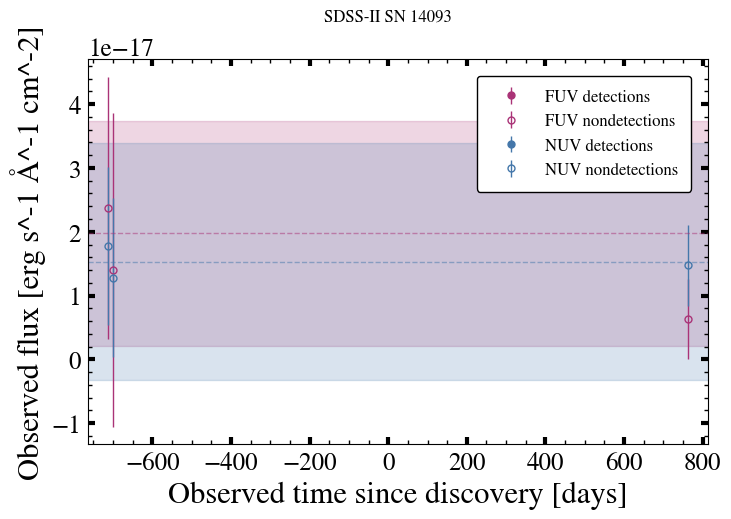 SDSS-II SN 14093
1e−17
Observed flux [erg s^-1 Å^-1 cm^-2]
4
3
2
1
0
−1
FUV detections
FUV nondetections
NUV detections
NUV nondetections
−600 −400 −200 0 200 400 600 800
Observed time since discovery [days]